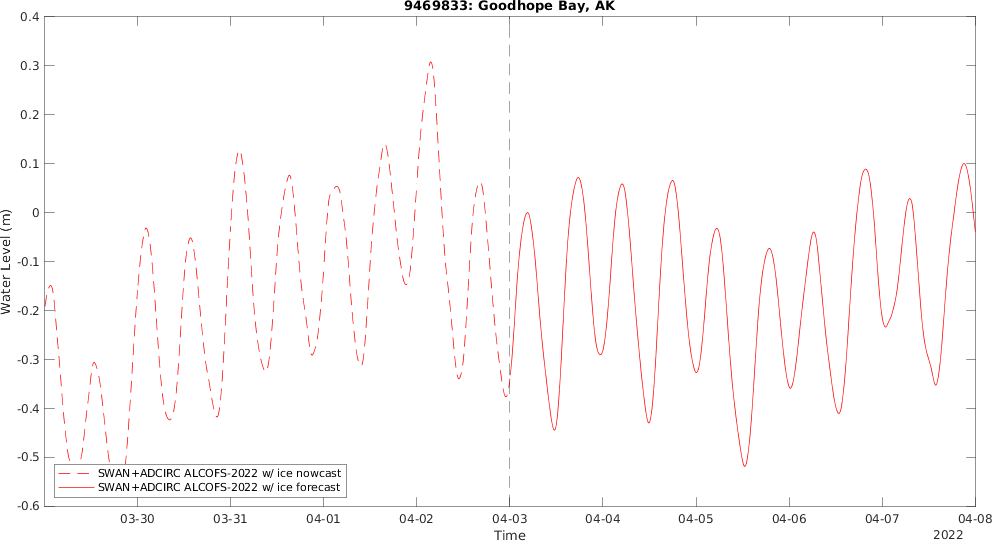 9469833: Goodhope Bay, AK
0.4
0.3
0.2
0.1
0
-0.1
-0.2
-0.3
-0.4
-0.5
-0.6
Water Level (m)
SWAN+ADCIRC ALCOFS-2022 w/ ice nowcast
SWAN+ADCIRC ALCOFS-2022 w/ ice forecast
03-30 03-31 04-01 04-02 04-03 04-04 04-05 04-06 04-07 04-08
Time
2022